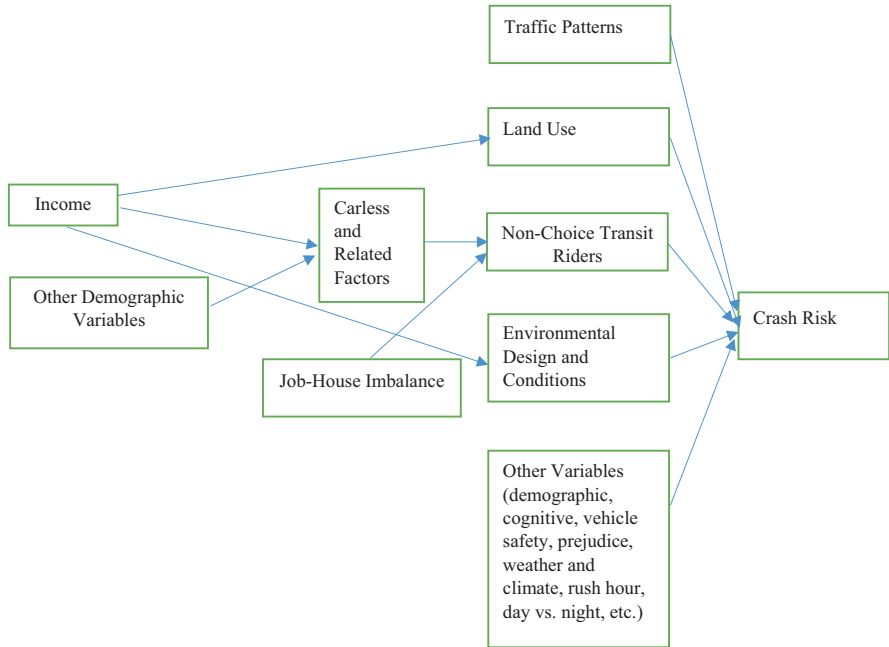 Traffic Patterns
Land Use
Income
Carless
and
Related
Factors
Non-Choice Transit
Riders
Other Demographic
Variables
Crash Risk
Environmental
Design and
Conditions
Job-House Imbalance
Other Variables
(demographic,
cognitive, vehicle
safety, prejudice,
weather and
climate, rush hour,
day vs. night, etc.)